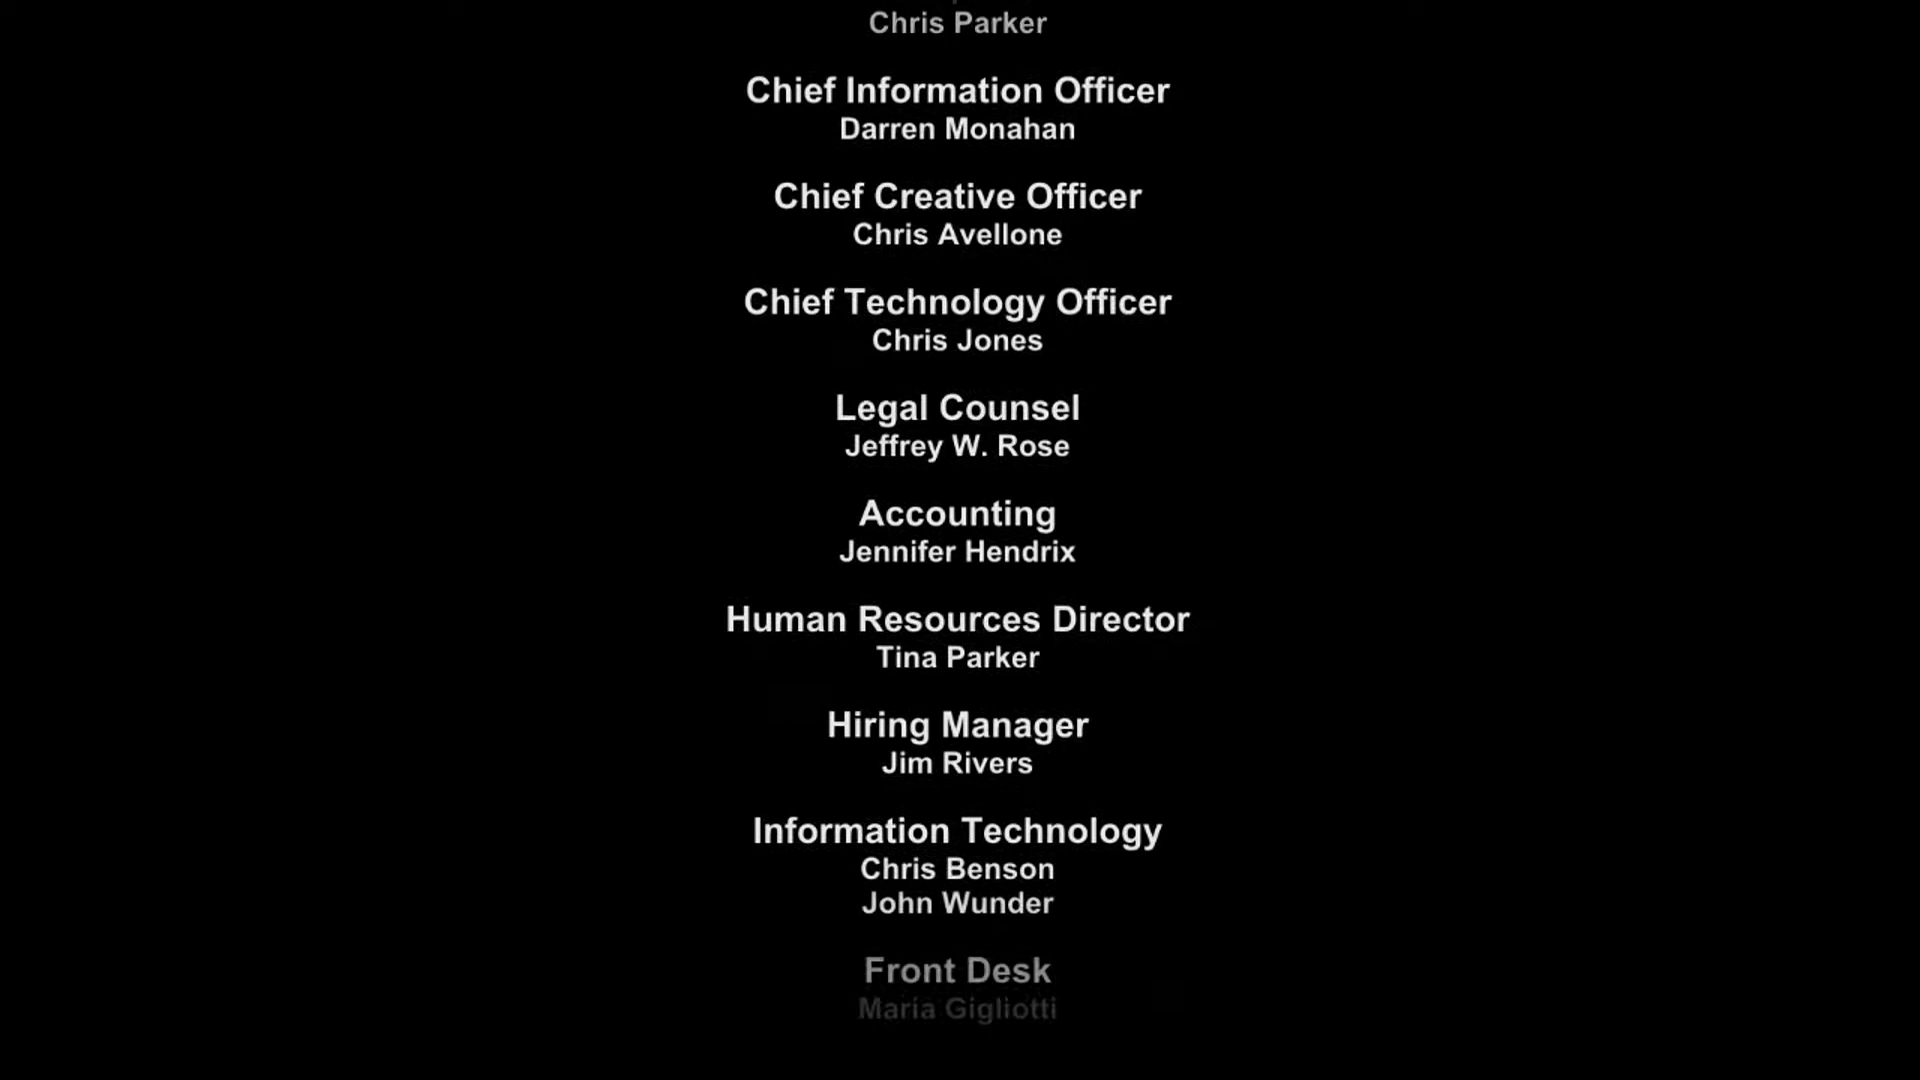 Chris Parker
Chief Information Officer
Darren Monahan
Chief Creative Officer
Chris Avellone
Chief Technology Officer
Chris Jones
Legal Counsel
Jeffrey W. Rose
Accounting
Jennifer Hendrix
Human Resources Director
Tina Parker
Hiring Manager
Jim Rivers
Information Technology
Chris Benson
John Wunder
Front Desk
Maria Gigliotti